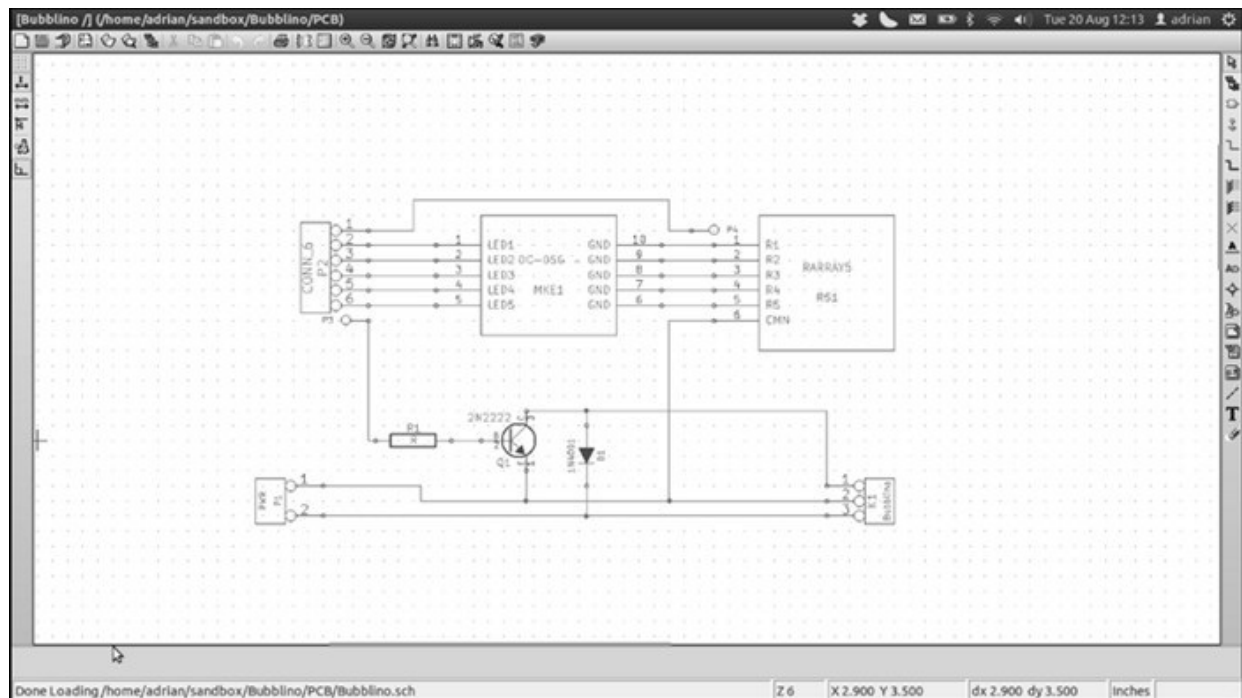 [Bubblino /] (/home/adrian/sandbox/Bubblino/PCB)
Tue 20 Aug 12:13 adrian
CONN_6
P2
1
2
3
4
5
6
P3
1
2
3
4
5
LED1
LED2
LED3
LED4
LED5
MKE1
GND
GND
GND
GND
GND
10
9
8
7
6
P4
1
2
3
4
5
6
R1
R2
R3
R4
R5
CMN
RARRAY5
RS1
2N2222
R1
Q1
1N4001
D1
PWR
P1
1
2
1
2
3
K1
Bubblino
T
Done Loading /home/adrian/sandbox/Bubblino/PCB/Bubblino.sch
Z 6
X 2.900 Y 3.500
dx 2.900 dy 3.500
Inches